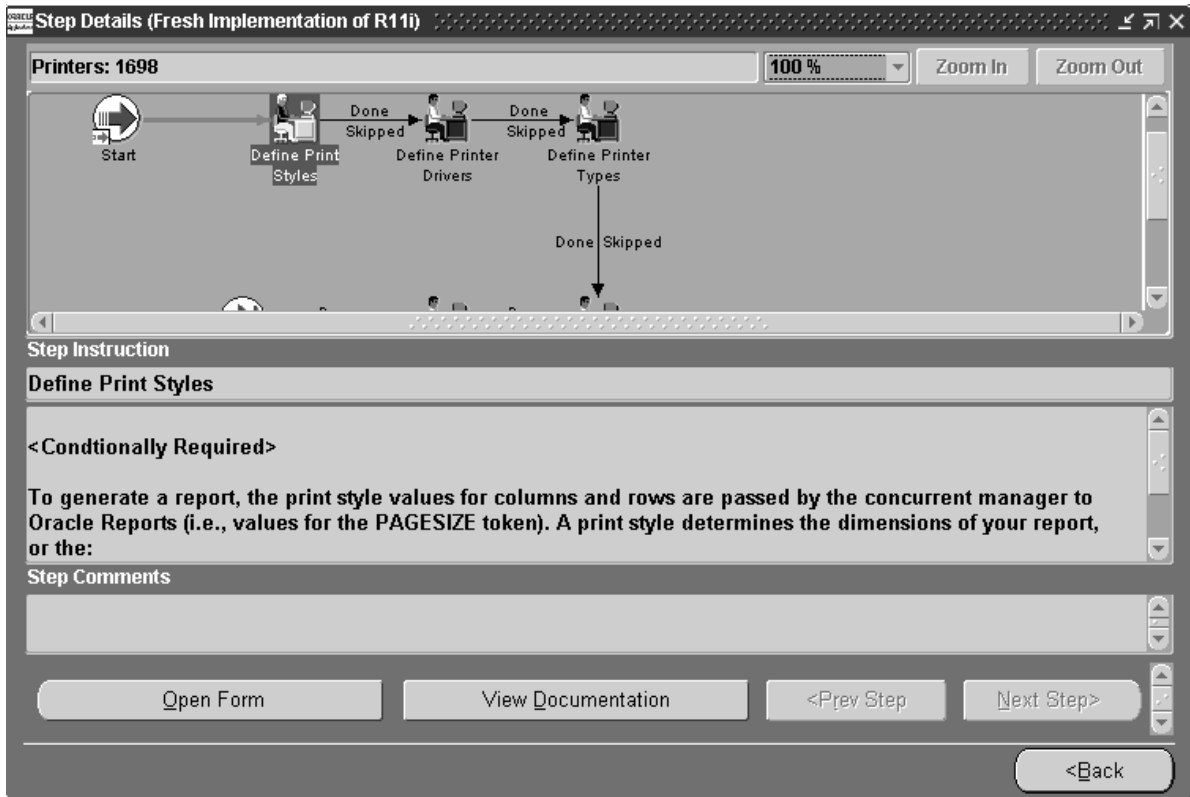 Step Details (Fresh Implementation of R11i)
Printers: 1698
100 %
Zoom In
Zoom Out
Start
Define Print
Styles
Done
Skipped
Define Printer
Drivers
Done
Skipped
Define Printer
Types
Done Skipped
Step Instruction
Define Print Styles
<Condtionally Required>
To generate a report, the print style values for columns and rows are passed by the concurrent manager to
Oracle Reports (i.e., values for the PAGESIZE token). A print style determines the dimensions of your report,
or the:
Step Comments
Open Form
View Documentation
<Prev Step
Next Step>
<Back